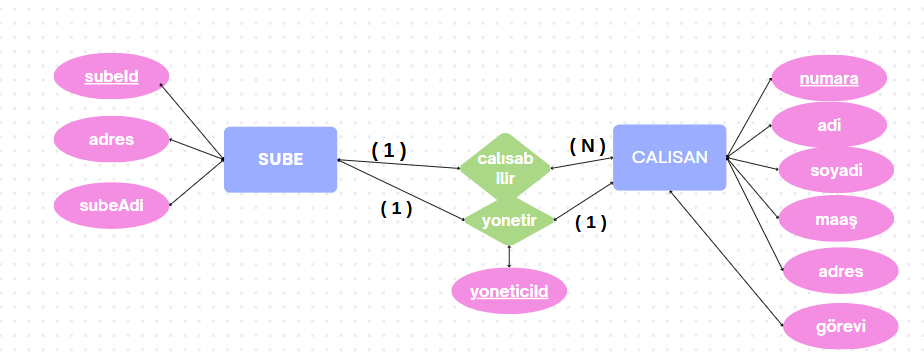 subeId
adres
subeAdi
SUBE
( 1 )
( 1 )
calısab
ilir
yonetir
yoneticiId
( N )
( 1 )
CALISAN
numara
adi
soyadi
maaş
adres
görevi